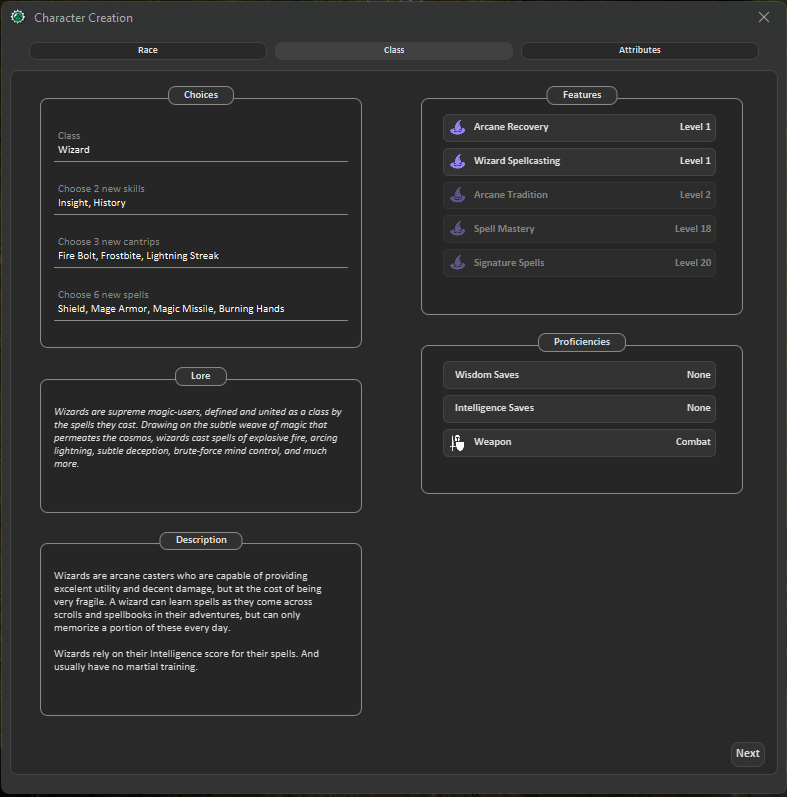 Character Creation
Race
Class
Attributes
Choices
Class
Wizard
Choose 2 new skills
Insight, History
Choose 3 new cantrips
Fire Bolt, Frostbite, Lightning Streak
Choose 6 new spells
Shield, Mage Armor, Magic Missile, Burning Hands
Lore
Wizards are supreme magic-users, defined and united as a class by
the spells they cast. Drawing on the subtle weave of magic that
permeates the cosmos, wizards cast spells of explosive fire, arcing
lightning, subtle deception, brute-force mind control, and much
more.
Description
Wizards are arcane casters who are capable of providing
excelent utility and decent damage, but at the cost of being
very fragile. A wizard can learn spells as they come across
scrolls and spellbooks in their adventures, but can only
memorize a portion of these every day.
Wizards rely on their Intelligence score for their spells. And
usually have no martial training.
Features
Arcane Recovery Level 1
Wizard Spellcasting Level 1
Arcane Tradition Level 2
Spell Mastery Level 18
Signature Spells Level 20
Proficiencies
Wisdom Saves None
Intelligence Saves None
Weapon Combat
Next